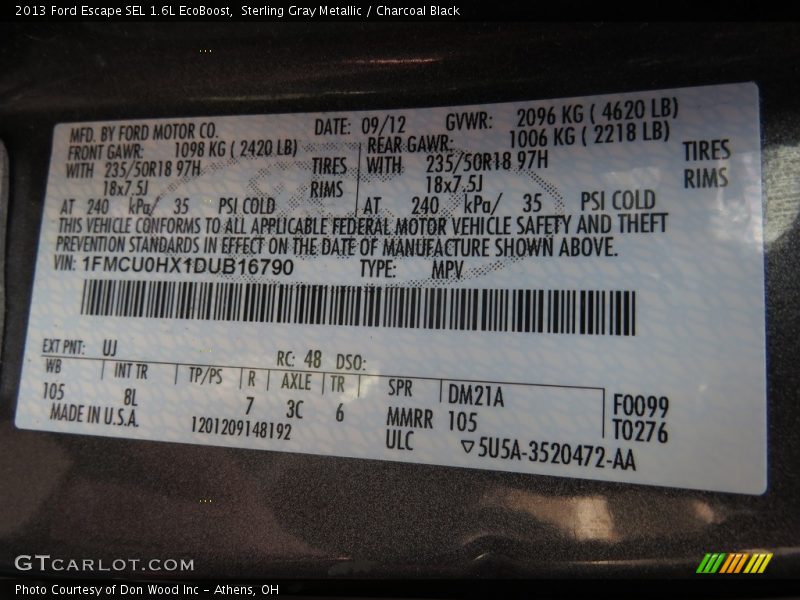 2013 Ford Escape SEL 1.6L EcoBoost,  Sterling Gray Metallic / Charcoal Black
MFD. BY FORD MOTOR CO. DATE: 09/12 GVWR: 2096 KG ( 4620 LB)
FRONT GAWR: 1098 KG ( 2420 LB) REAR GAWR: 1006 KG ( 2218 LB)
WITH 235/50R18 97H TIRES WITH 235/50R18 97H TIRES
18x7.5J RIMS 18x7.5J RIMS
AT 240 kPa/ 35 PSI COLD AT 240 kPa/ 35 PSI COLD
THIS VEHICLE CONFORMS TO ALL APPLICABLE FEDERAL MOTOR VEHICLE SAFETY AND THEFT
PREVENTION STANDARDS IN EFFECT ON THE DATE OF MANUFACTURE SHOWN ABOVE.
VIN: 1FMCU0HX1DUB16790 TYPE: MPV
EXT PNT: UJ RC: 48 DSO:
WB INT TR TP/PS R AXLE TR SPR DM21A F0099
105 8L 7 3C 6 MMRR 105 T0276
MADE IN U.S.A. 1201209148192 ULC ▽5U5A-3520472-AA
GTCARLOT.COM
Photo Courtesy of Don Wood Inc - Athens, OH